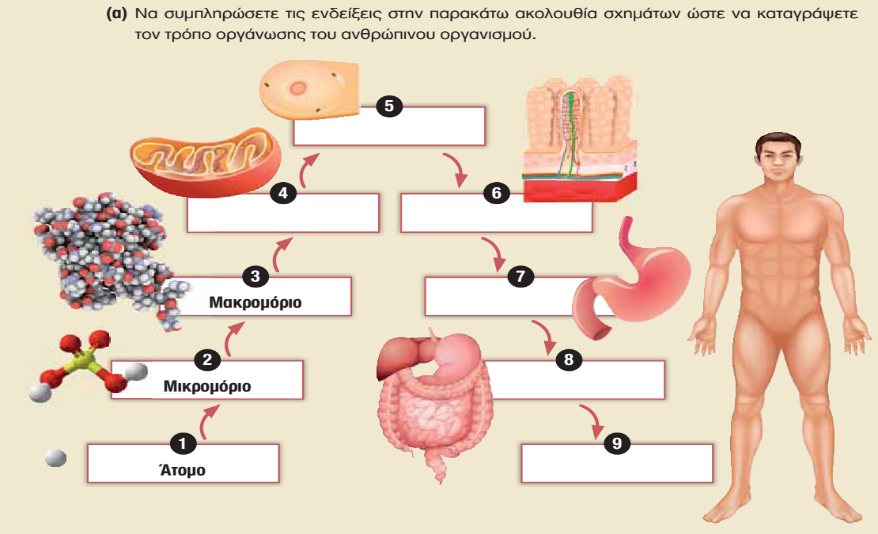 (α) Να συμπληρώσετε τις ενδείξεις στην παρακάτω ακολουθία σχημάτων ώστε να καταγράψετε
τον τρόπο οργάνωσης του ανθρώπινου οργανισμού.
5
4
6
3
Μακρομόριο
7
2
Μικρομόριο
8
1
Άτομο
9